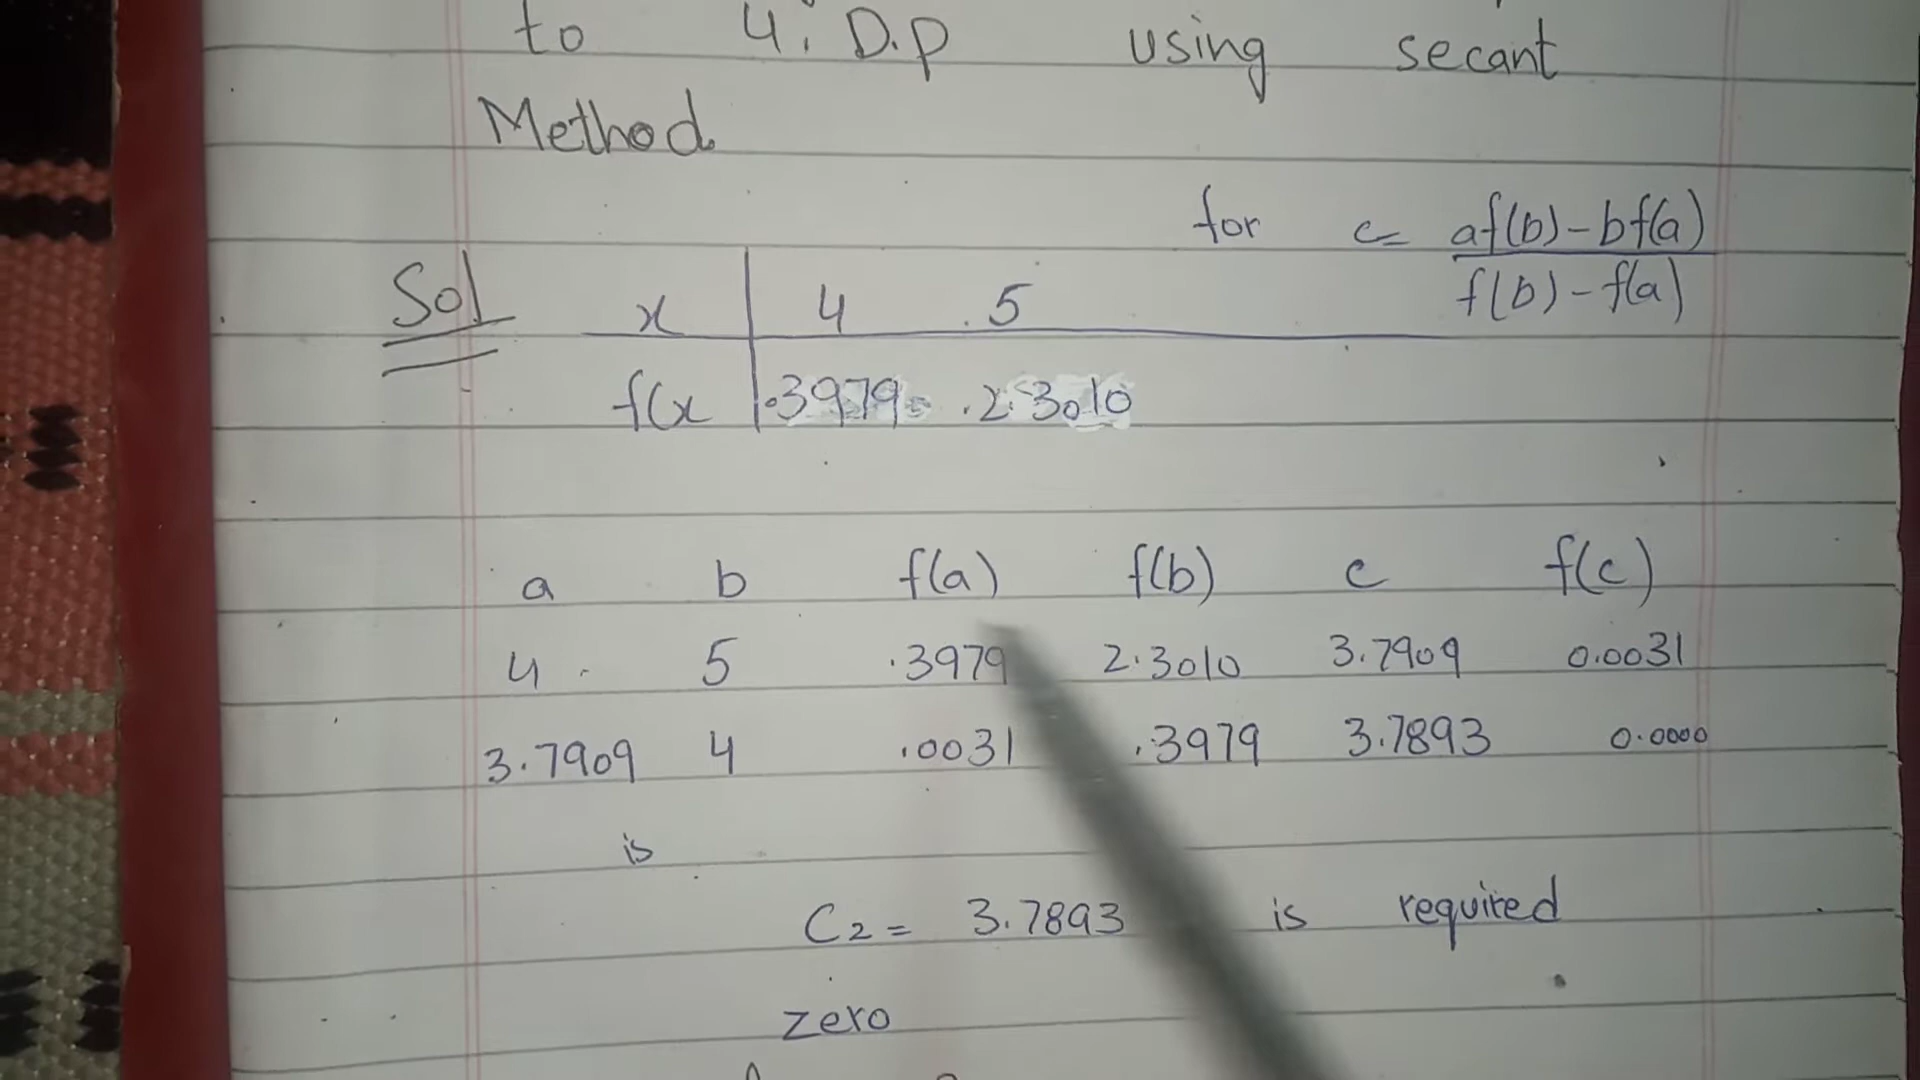 to 4. D.p using secant
Method.
for c= af(b)-bf(a)
f(b)-f(a)
Sol x 4 5
f(x .3979 2.3010
a b f(a) f(b) c f(c)
4 5 .3979 2.3010 3.7909 0.0031
3.7909 4 .0031 .3979 3.7893 0.0000
is
C2= 3.7893 is required
zero